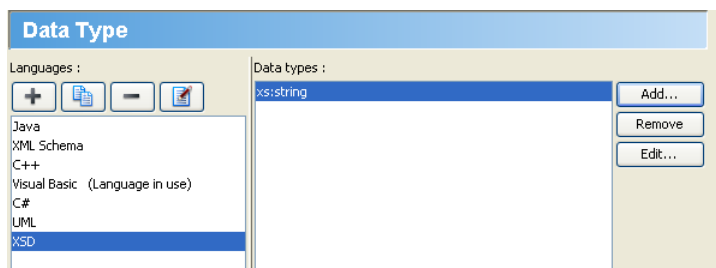 Data Type
Languages :
Java
XML Schema
C++
Visual Basic (Language in use)
C#
UML
XSD
Data types :
xs:string
Add...
Remove
Edit...